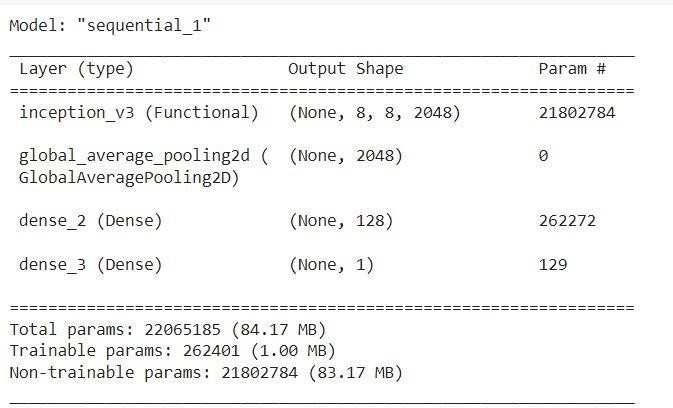 Model: "sequential_1"
Layer (type) Output Shape Param #
inception_v3 (Functional) (None, 8, 8, 2048) 21802784
global_average_pooling2d ( (None, 2048) 0
GlobalAveragePooling2D)
dense_2 (Dense) (None, 128) 262272
dense_3 (Dense) (None, 1) 129
Total params: 22065185 (84.17 MB)
Trainable params: 262401 (1.00 MB)
Non-trainable params: 21802784 (83.17 MB)